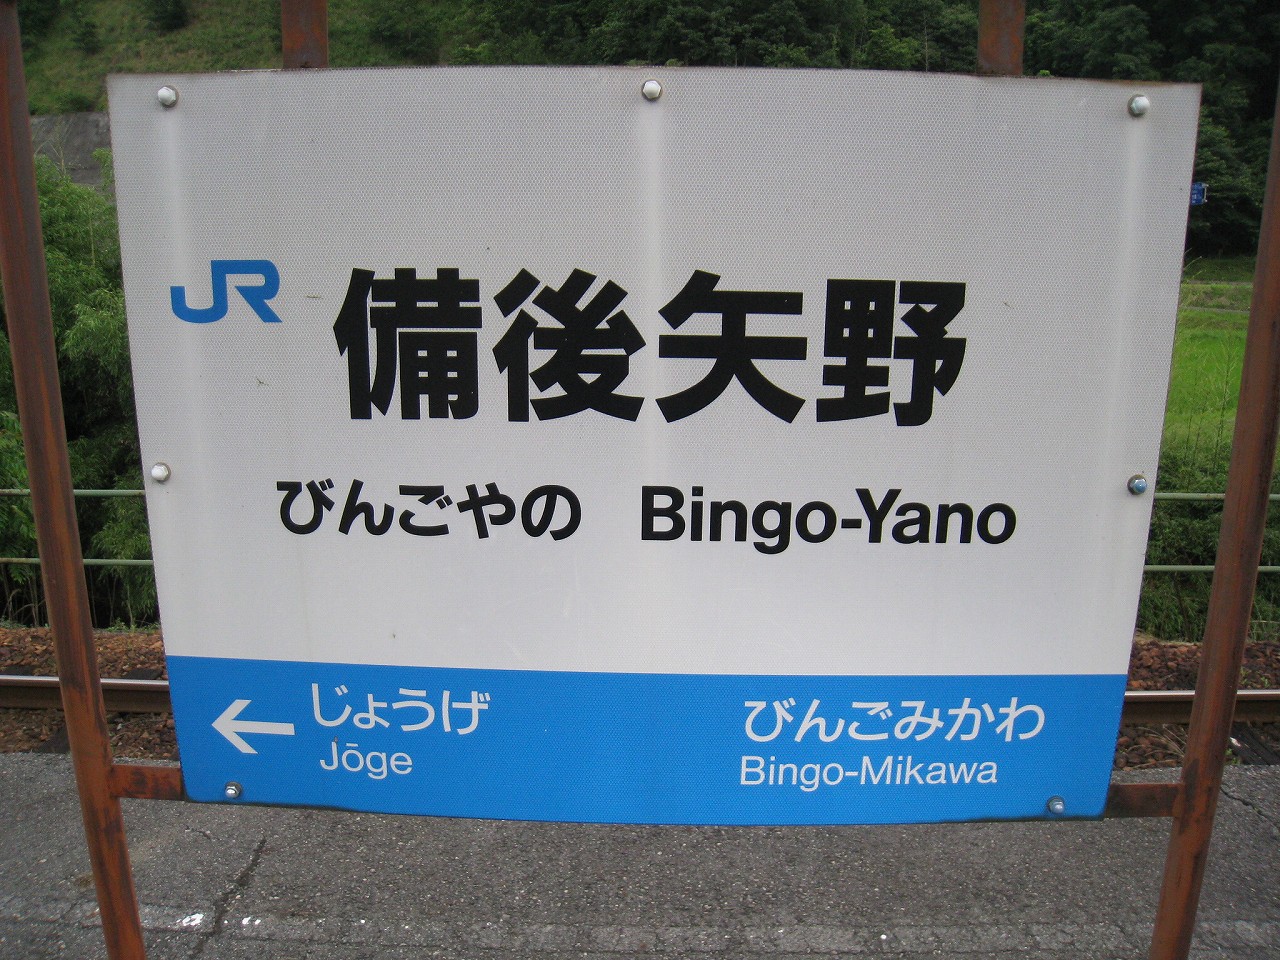 JR 備後矢野
びんごやの Bingo-Yano
← じょうげ びんごみかわ
Jōge Bingo-Mikawa